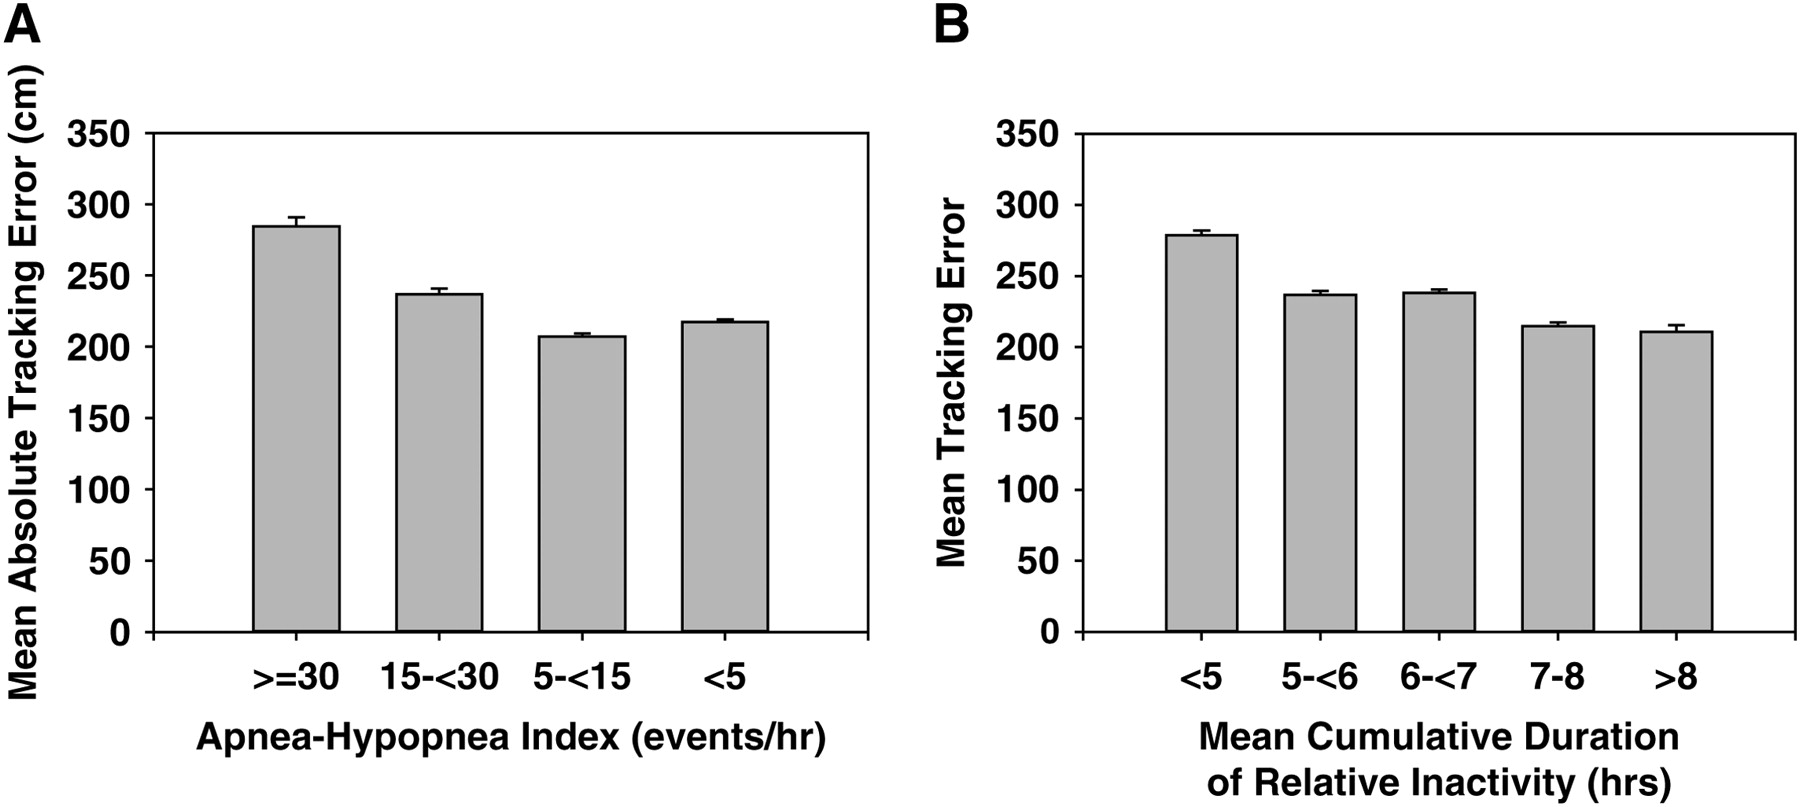 A
Mean Absolute Tracking Error (cm)
350
300
250
200
150
100
50
0
>=30 15-<30 5-<15 <5
Apnea-Hypopnea Index (events/hr)
B
Mean Tracking Error
350
300
250
200
150
100
50
0
<5 5-<6 6-<7 7-8 >8
Mean Cumulative Duration
of Relative Inactivity (hrs)